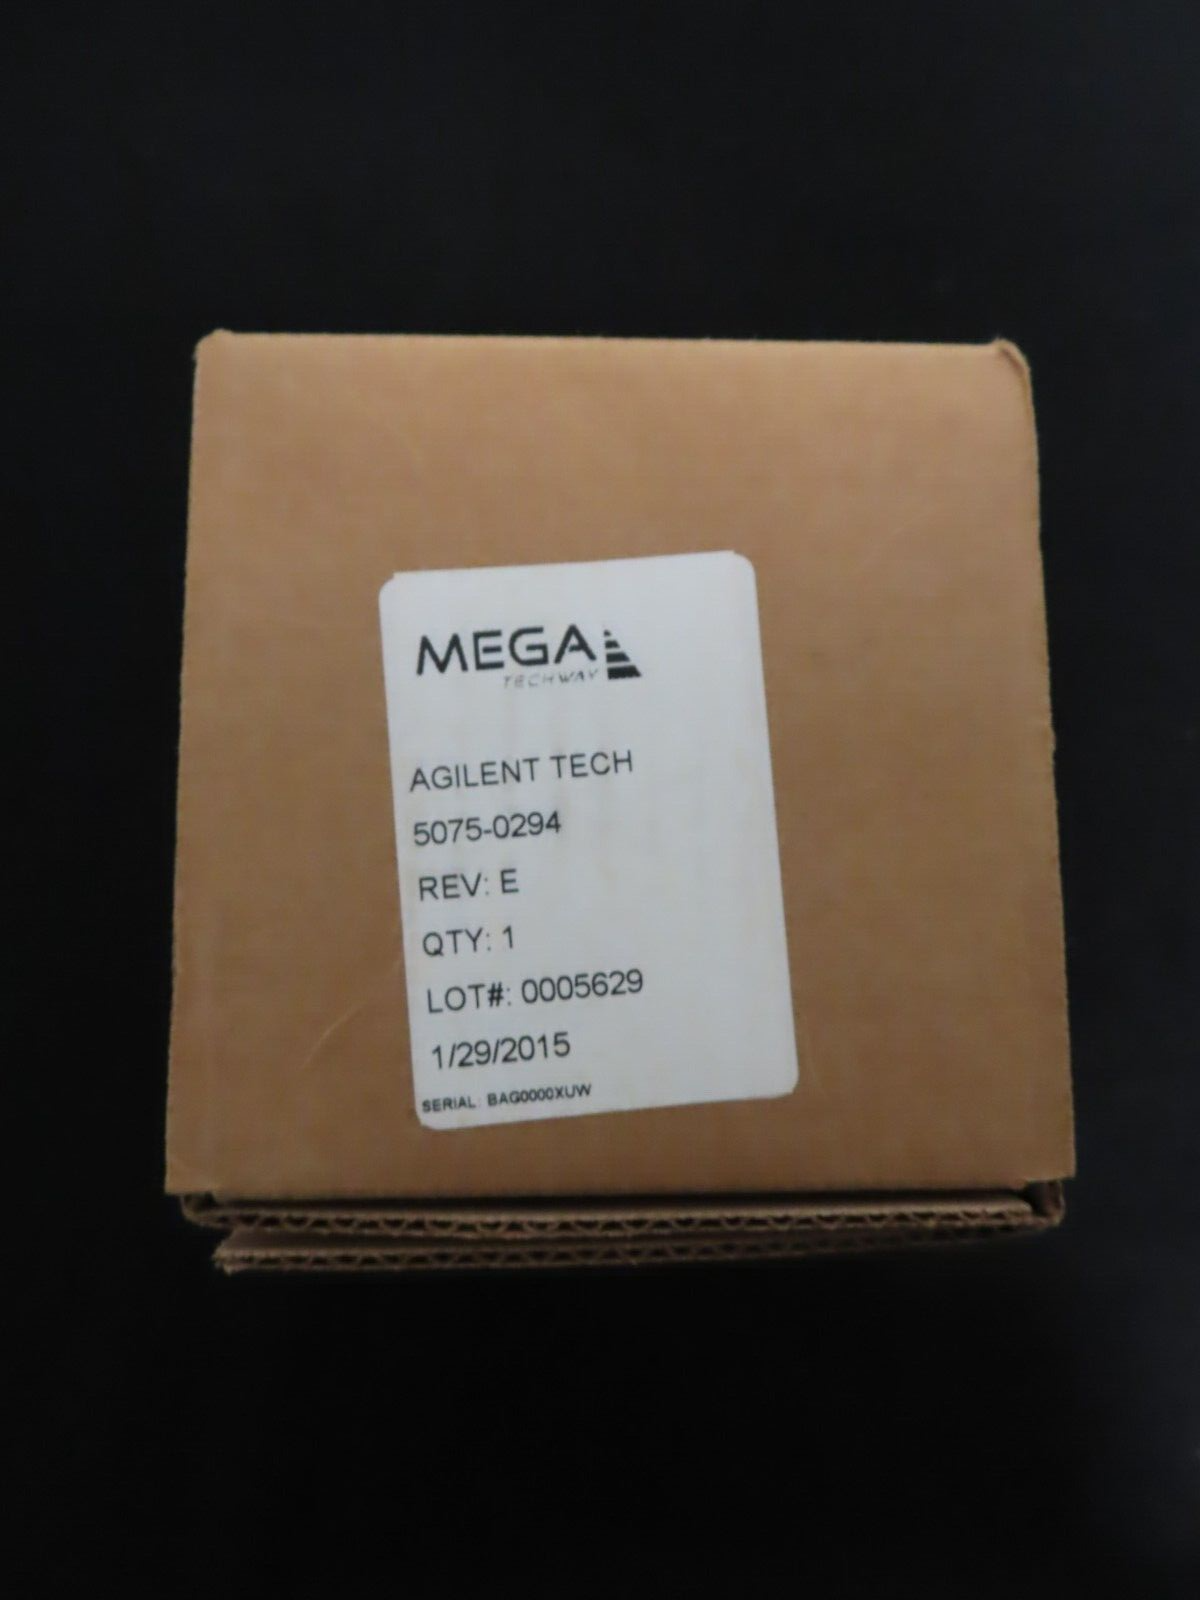 MEGA
TECHWAY
AGILENT TECH
5075-0294
REV: E
QTY: 1
LOT#: 0005629
1/29/2015
SERIAL: BAG0000XUW